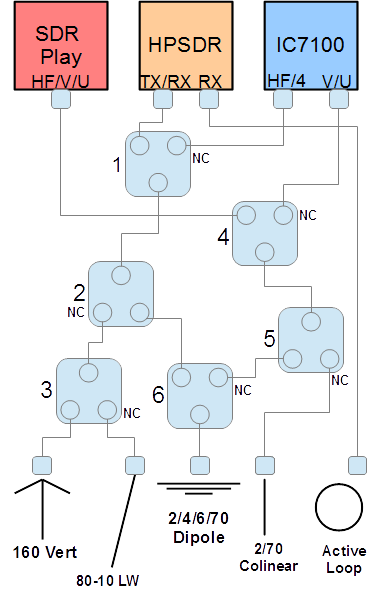 SDR
Play
HF/V/U
HPSDR
TX/RX RX
IC7100
HF/4 V/U
1
NC
4
NC
2
NC
5
NC
3
NC
6
NC
160 Vert
80-10 LW
2/4/6/70
Dipole
2/70
Colinear
Active
Loop